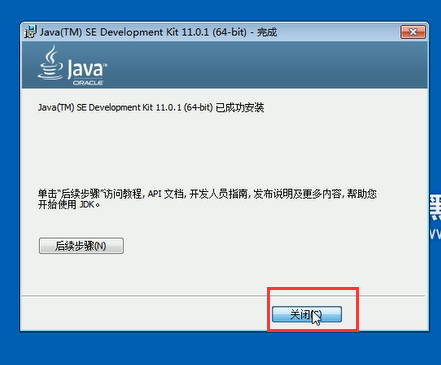 Java(TM) SE Development Kit 11.0.1 (64-bit) - 完成
Java
ORACLE
Java(TM) SE Development Kit 11.0.1 (64-bit) 已成功安装
单击“后续步骤”访问教程, API 文档, 开发人员指南, 发布说明及更多内容, 帮助您
开始使用 JDK。
后续步骤(N)
关闭